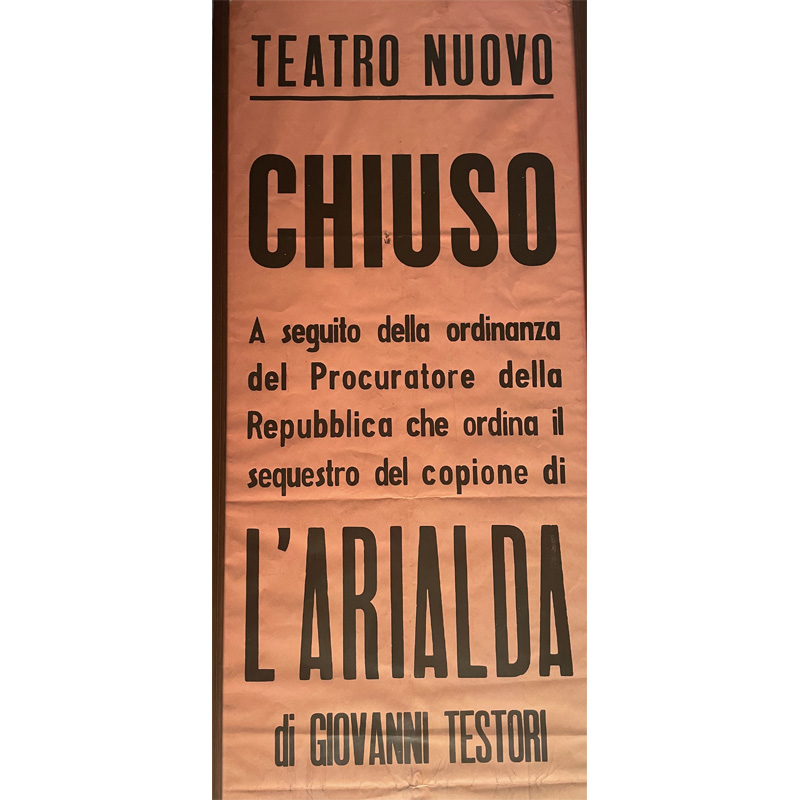 TEATRO NUOVO
CHIUSO
A seguito della ordinanza
del Procuratore della
Repubblica che ordina il
sequestro del copione di
L'ARIALDA
di GIOVANNI TESTORI